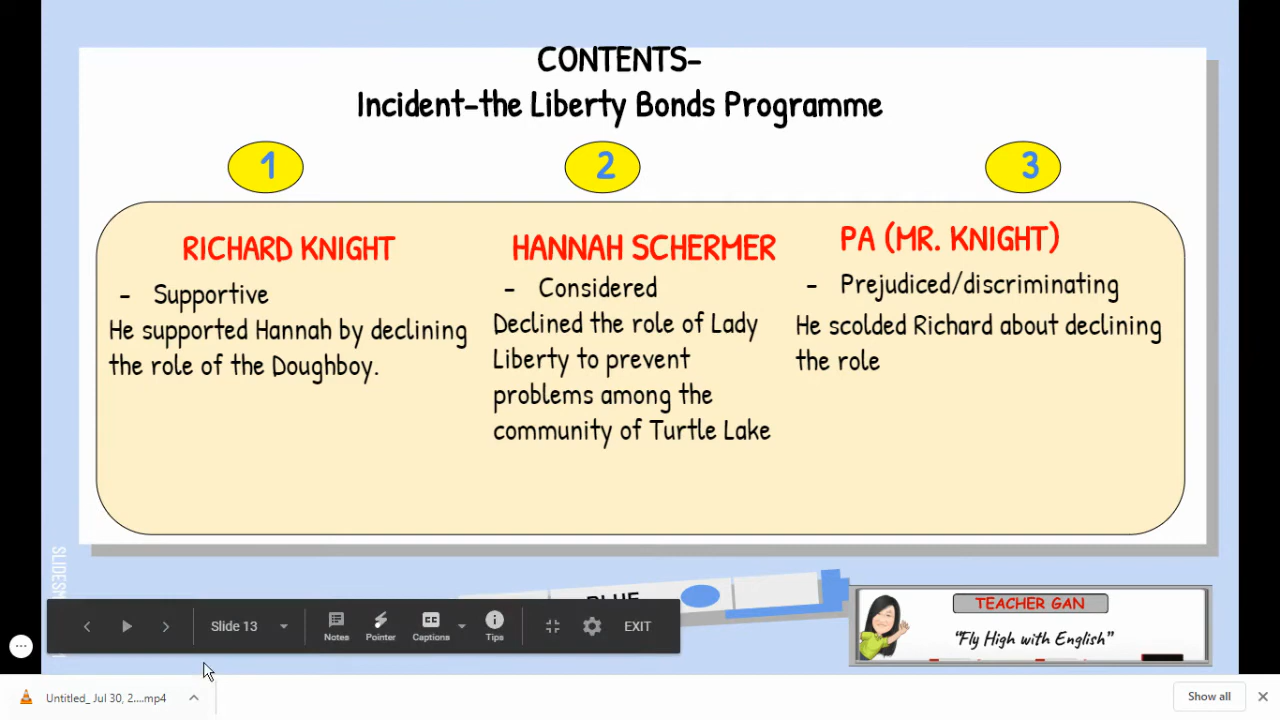 CONTENTS-
Incident-the Liberty Bonds Programme
1
2
3
RICHARD KNIGHT
- Supportive
He supported Hannah by declining
the role of the Doughboy.
HANNAH SCHERMER
- Considered
Declined the role of Lady
Liberty to prevent
problems among the
community of Turtle Lake
PA (MR. KNIGHT)
- Prejudiced/discriminating
He scolded Richard about declining
the role
BLUE
TEACHER GAN
"Fly High with English"
Slide 13
Notes
Pointer
Captions
Tips
EXIT
Untitled_ Jul 30, 2....mp4
Show all